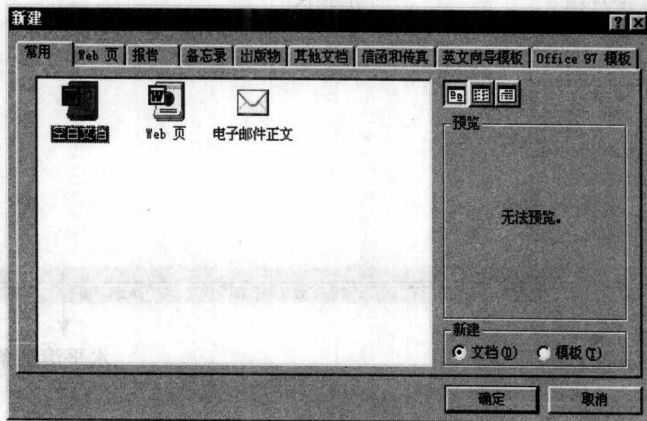 新建
常用 Web 页 报告 备忘录 出版物 其他文档 信函和传真 英文向导模板 Office 97 模板
空白文档 Web 页 电子邮件正文
预览
无法预览。
新建
文档(D) 模板(T)
确定 取消